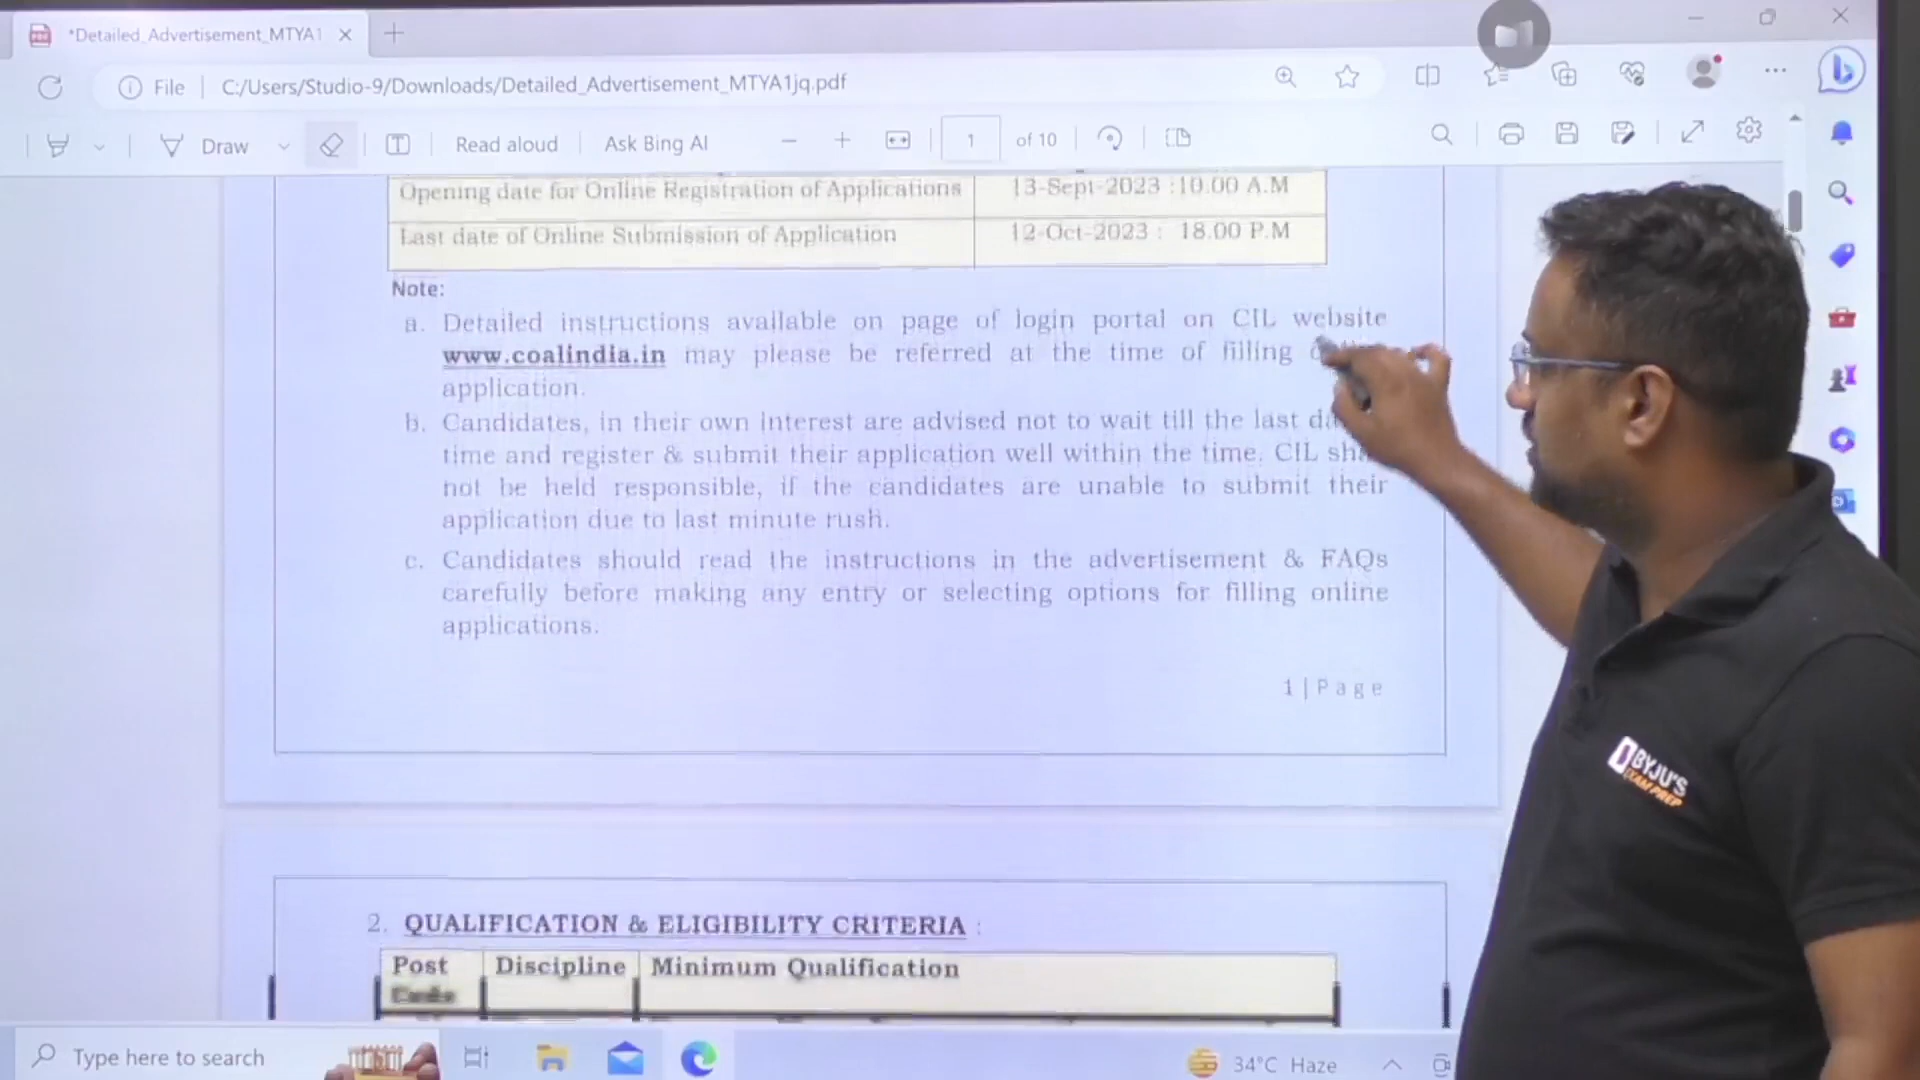 *Detailed_Advertisement_MTYA1
File
C:/Users/Studio-9/Downloads/Detailed_Advertisement_MTYA1jq.pdf
Draw
Read aloud
Ask Bing AI
1 of 10
Opening date for Online Registration of Applications 13-Sept-2023 :10.00 A.M
Last date of Online Submission of Application 12-Oct-2023 : 18.00 P.M
Note:
a. Detailed instructions available on page of login portal on CIL website
www.coalindia.in may please be referred at the time of filling
application.
b. Candidates, in their own interest are advised not to wait till the last
time and register & submit their application well within the time. CIL
not be held responsible, if the candidates are unable to submit their
application due to last minute rush.
c. Candidates should read the instructions in the advertisement & FAQs
carefully before making any entry or selecting options for filling online
applications.
1 | Page
2. QUALIFICATION & ELIGIBILITY CRITERIA :
Post Discipline Minimum Qualification
Code
BYJU'S
EXAM PREP
Type here to search
34°C Haze